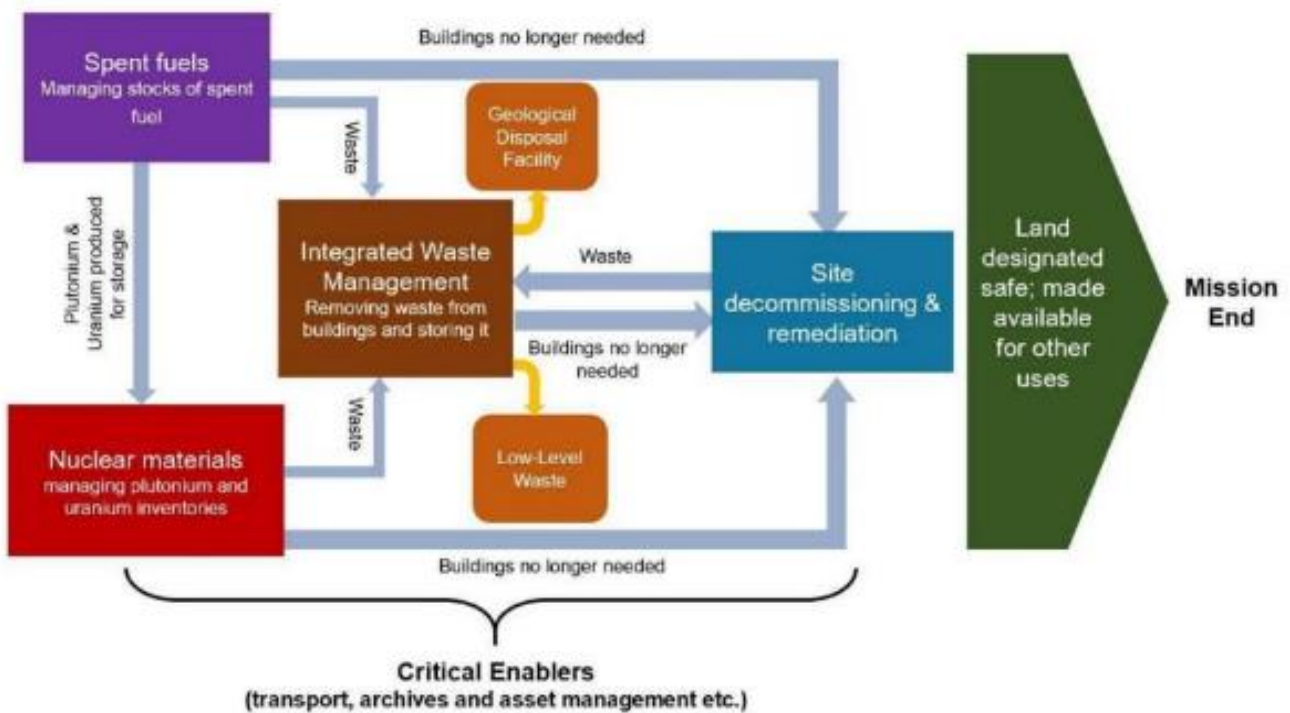 Buildings no longer needed
Spent fuels
Managing stocks of spent
fuel
Waste
Geological
Disposal
Facility
Plutonium &
Uranium produced
for storage
Integrated Waste
Management
Removing waste from
buildings and storing it
Waste
Buildings no longer
needed
Site
decommissioning &
remediation
Land
designated
safe; made
available
for other
uses
Mission
End
Waste
Low-Level
Waste
Nuclear materials
managing plutonium and
uranium inventories
Buildings no longer needed
Critical Enablers
(transport, archives and asset management etc.)